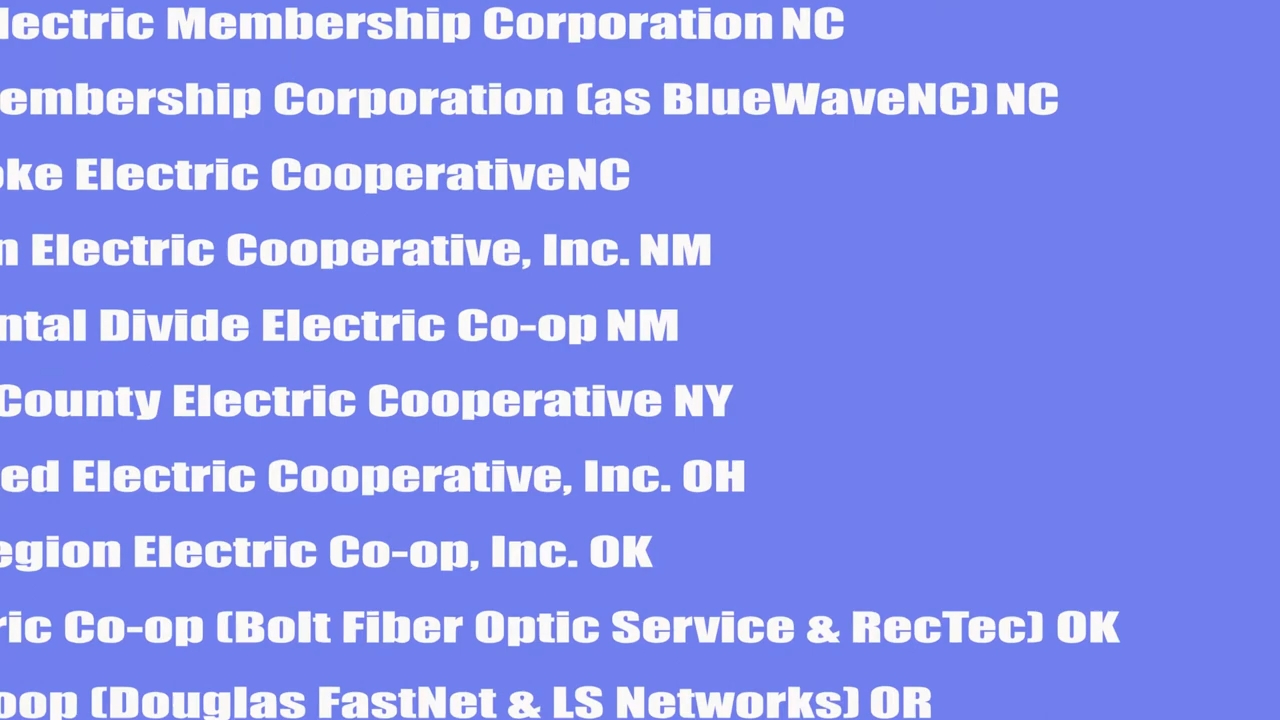 lectric Membership Corporation NC
embership Corporation (as BlueWaveNC) NC
oke Electric CooperativeNC
n Electric Cooperative, Inc. NM
ntal Divide Electric Co-op NM
County Electric Cooperative NY
ed Electric Cooperative, Inc. OH
egion Electric Co-op, Inc. OK
ric Co-op (Bolt Fiber Optic Service & RecTec) OK
oop (Douglas FastNet & LS Networks) OR